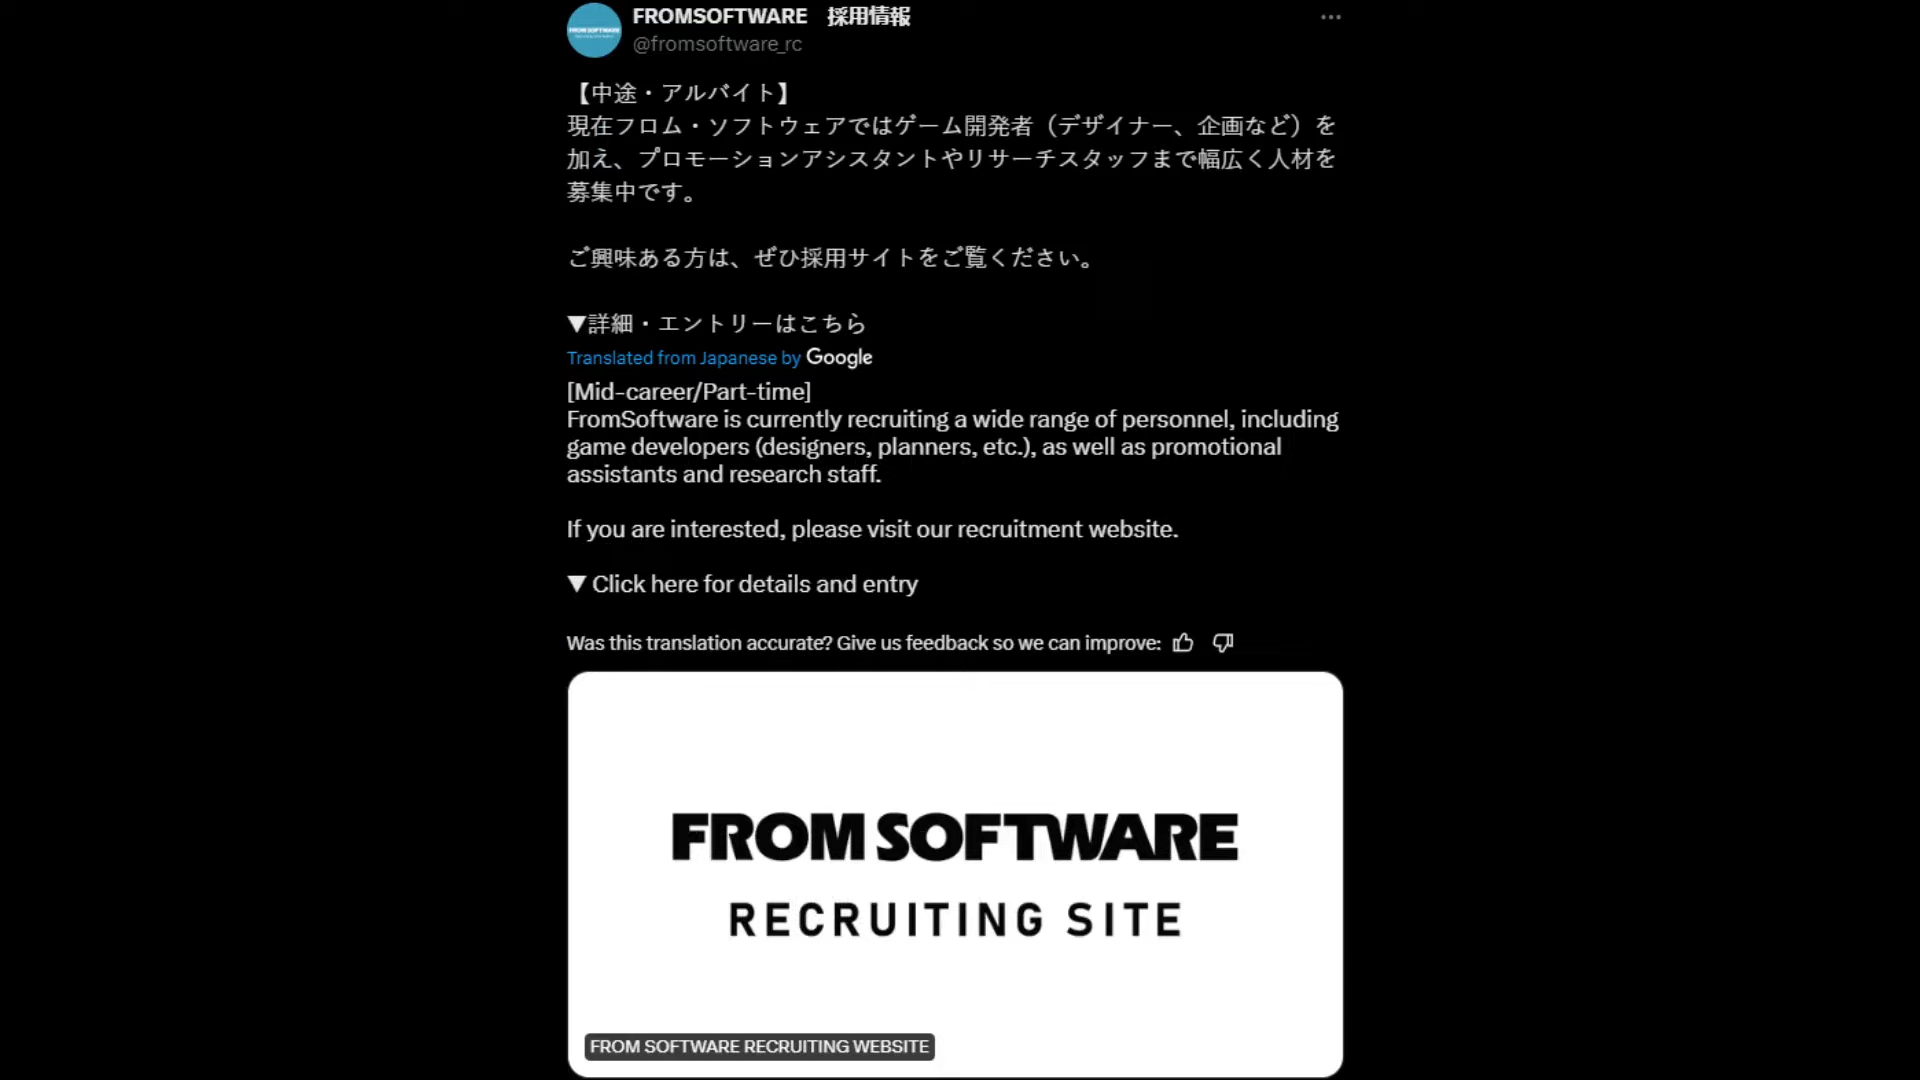 FROMSOFTWARE 採用情報
@fromsoftware_rc
【中途・アルバイト】
現在フロム・ソフトウェアではゲーム開発者（デザイナー、企画など）を
加え、プロモーションアシスタントやリサーチスタッフまで幅広く人材を
募集中です。
ご興味ある方は、ぜひ採用サイトをご覧ください。
▼詳細・エントリーはこちら
Translated from Japanese by Google
[Mid-career/Part-time]
FromSoftware is currently recruiting a wide range of personnel, including
game developers (designers, planners, etc.), as well as promotional
assistants and research staff.
If you are interested, please visit our recruitment website.
▼ Click here for details and entry
Was this translation accurate? Give us feedback so we can improve:
FROM SOFTWARE
RECRUITING SITE
FROM SOFTWARE RECRUITING WEBSITE